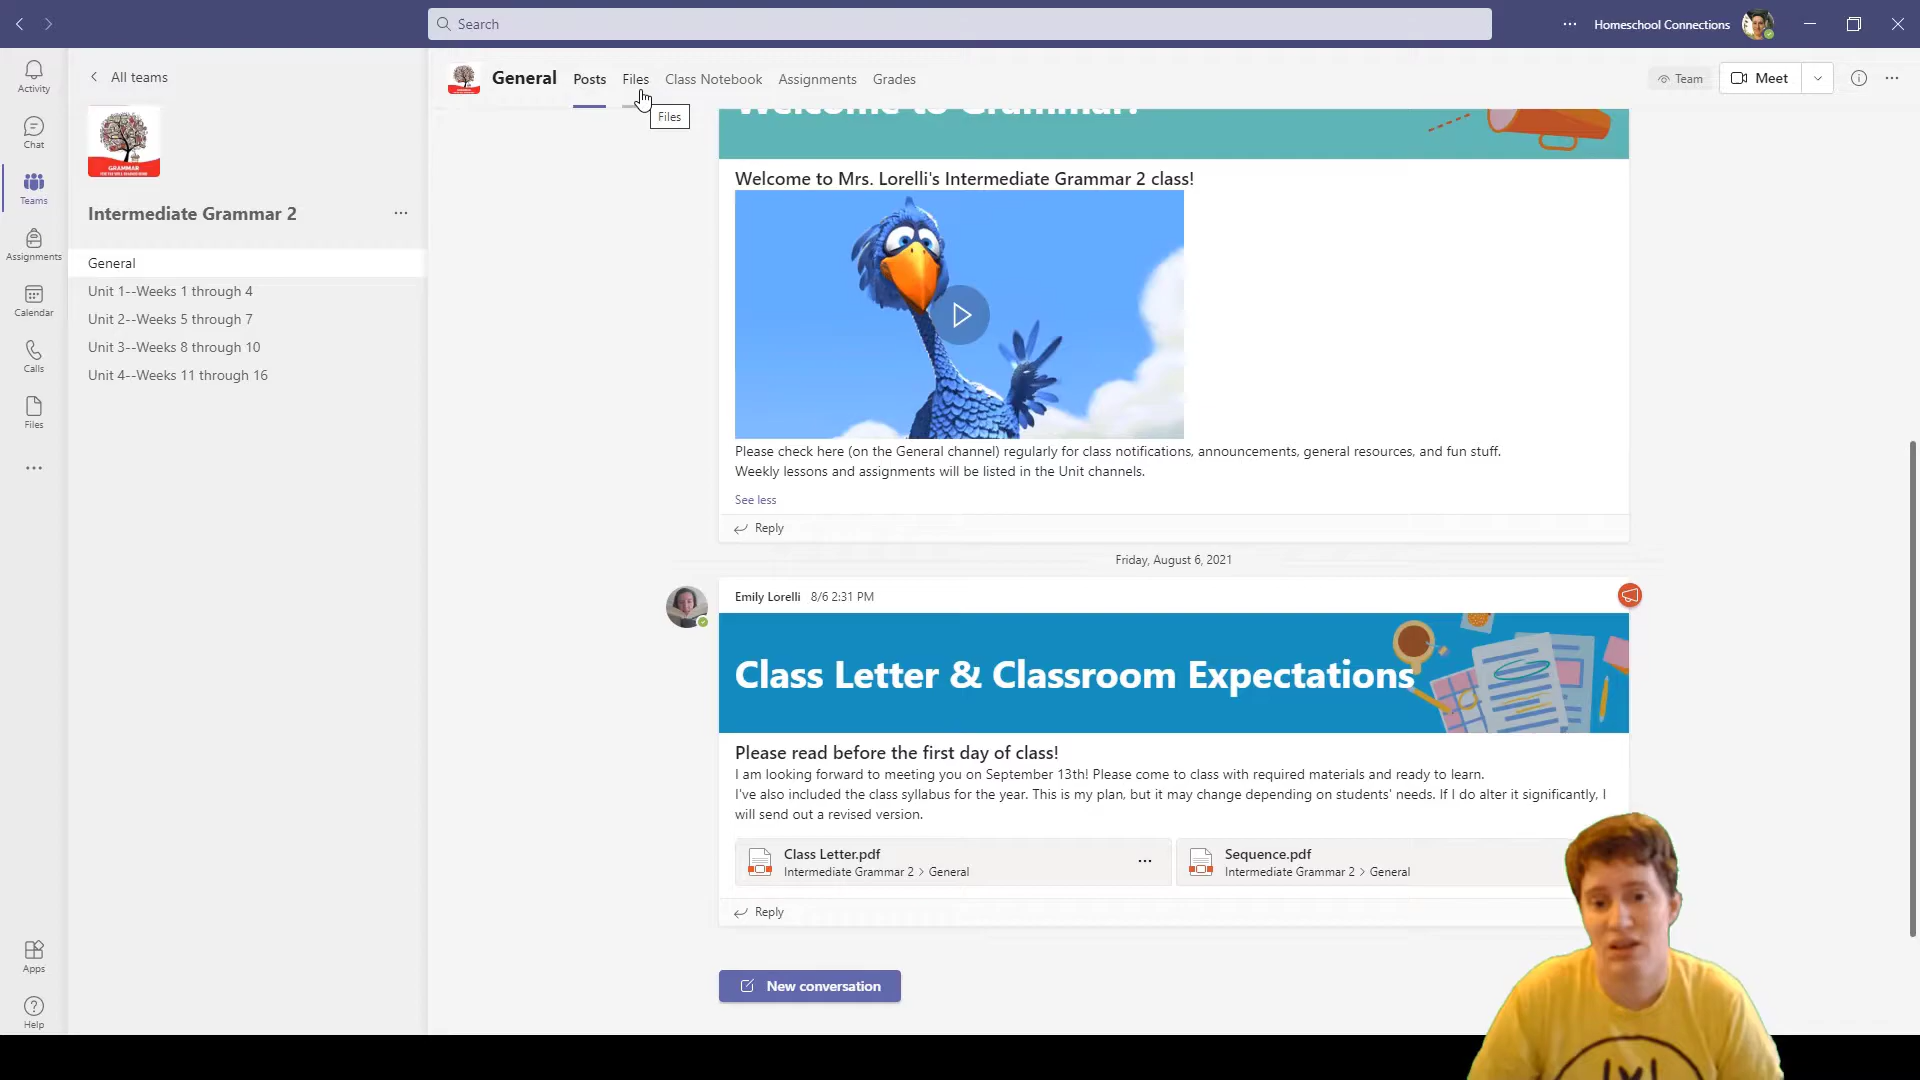 Search
Homeschool Connections
Activity
Chat
Teams
Assignments
Calendar
Calls
Files
Apps
Help
All teams
GRAMMAR
Intermediate Grammar 2
General
Unit 1--Weeks 1 through 4
Unit 2--Weeks 5 through 7
Unit 3--Weeks 8 through 10
Unit 4--Weeks 11 through 16
General Posts Files Class Notebook Assignments Grades
Files
Team Meet
Welcome to Grammar!
Welcome to Mrs. Lorelli's Intermediate Grammar 2 class!
Please check here (on the General channel) regularly for class notifications, announcements, general resources, and fun stuff.
Weekly lessons and assignments will be listed in the Unit channels.
See less
Reply
Friday, August 6, 2021
Emily Lorelli 8/6 2:31 PM
Class Letter & Classroom Expectations
Please read before the first day of class!
I am looking forward to meeting you on September 13th! Please come to class with required materials and ready to learn.
I've also included the class syllabus for the year. This is my plan, but it may change depending on students' needs. If I do alter it significantly, I
will send out a revised version.
Class Letter.pdf
Intermediate Grammar 2 > General
Sequence.pdf
Intermediate Grammar 2 > General
Reply
New conversation